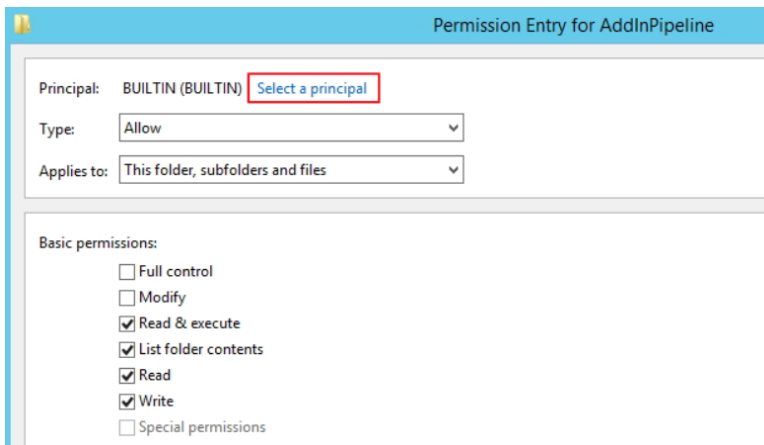 Permission Entry for AddInPipeline
Principal: BUILTIN (BUILTIN) Select a principal
Type: Allow
Applies to: This folder, subfolders and files
Basic permissions:
Full control
Modify
Read & execute
List folder contents
Read
Write
Special permissions